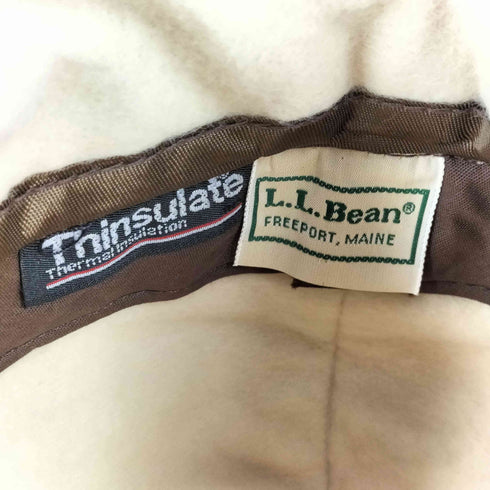 Thinsulate
Thermal Insulation
L.L.Bean®
FREEPORT, MAINE